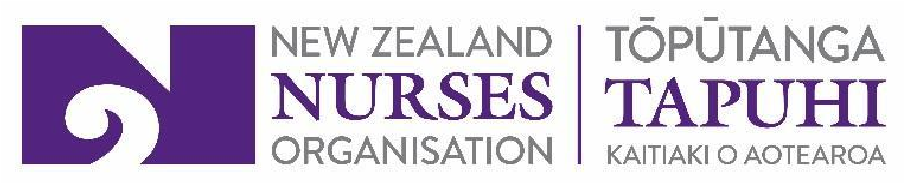 NEW ZEALAND
NURSES
ORGANISATION
TŌPŪTANGA
TAPUHI
KAITIAKI O AOTEAROA